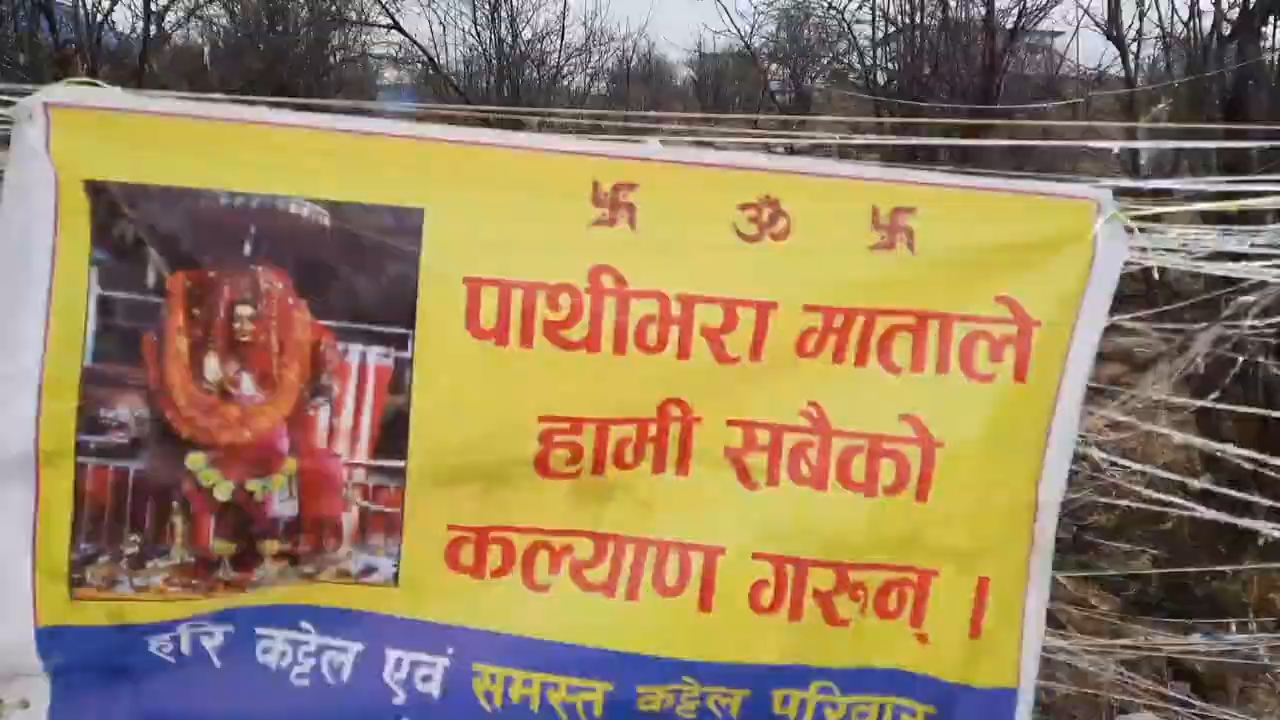 卐 ॐ 卐
पाथीभरा माताले
हामी सबैको
कल्याण गरून् ।
हरि कट्टेल एवं समस्त कट्टेल परिवार